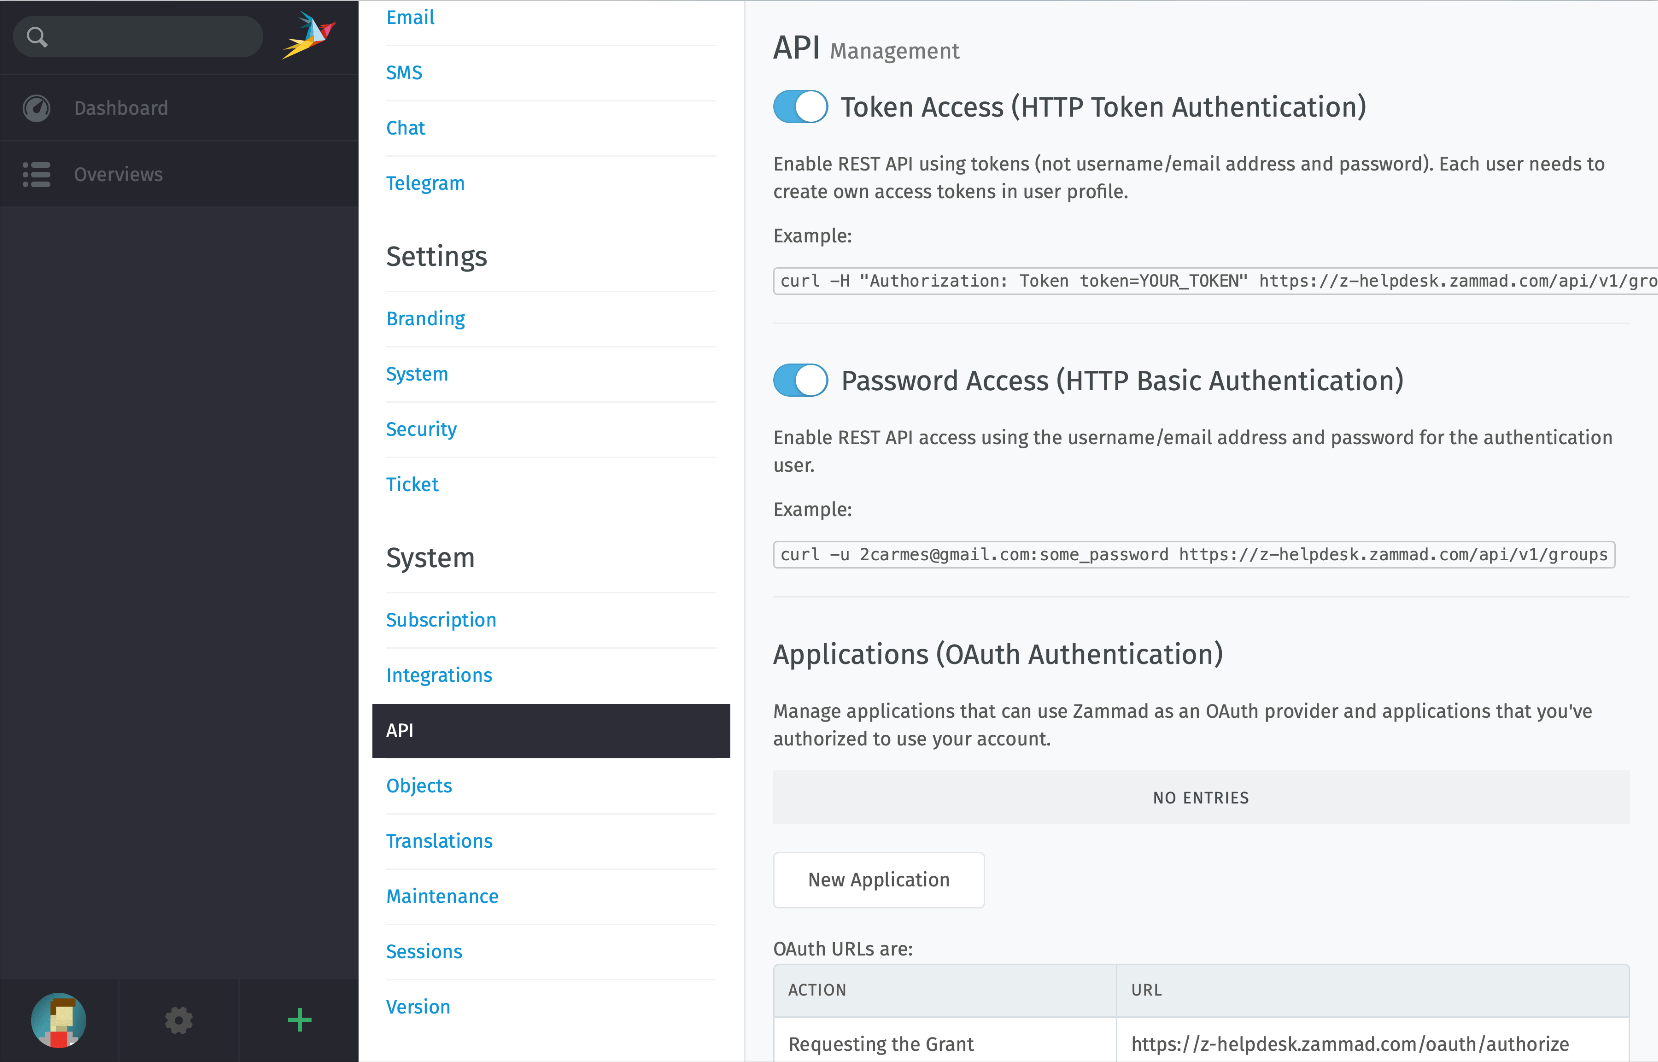 Dashboard
Overviews
Email
SMS
Chat
Telegram
Settings
Branding
System
Security
Ticket
System
Subscription
Integrations
API
Objects
Translations
Maintenance
Sessions
Version
API Management
Token Access (HTTP Token Authentication)
Enable REST API using tokens (not username/email address and password). Each user needs to
create own access tokens in user profile.
Example:
curl -H "Authorization: Token token=YOUR_TOKEN" https://z-helpdesk.zammad.com/api/v1/gro
Password Access (HTTP Basic Authentication)
Enable REST API access using the username/email address and password for the authentication
user.
Example:
curl -u 2carmes@gmail.com:some_password https://z-helpdesk.zammad.com/api/v1/groups
Applications (OAuth Authentication)
Manage applications that can use Zammad as an OAuth provider and applications that you've
authorized to use your account.
NO ENTRIES
New Application
OAuth URLs are:
ACTION URL
Requesting the Grant https://z-helpdesk.zammad.com/oauth/authorize